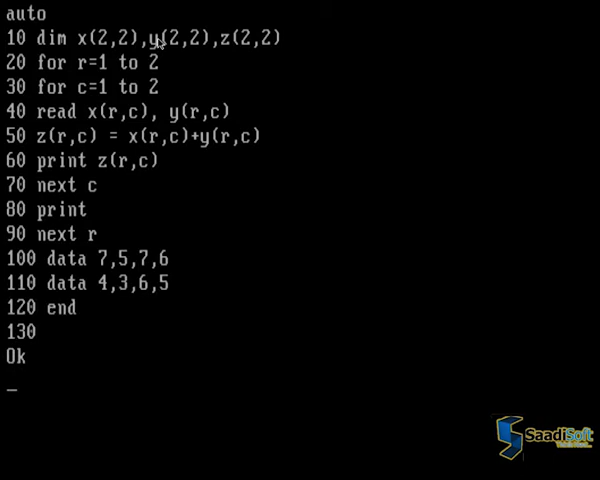 auto
10 dim x(2,2),y(2,2),z(2,2)
20 for r=1 to 2
30 for c=1 to 2
40 read x(r,c), y(r,c)
50 z(r,c) = x(r,c)+y(r,c)
60 print z(r,c)
70 next c
80 print
90 next r
100 data 7,5,7,6
110 data 4,3,6,5
120 end
130
Ok
_
SaadiSoft